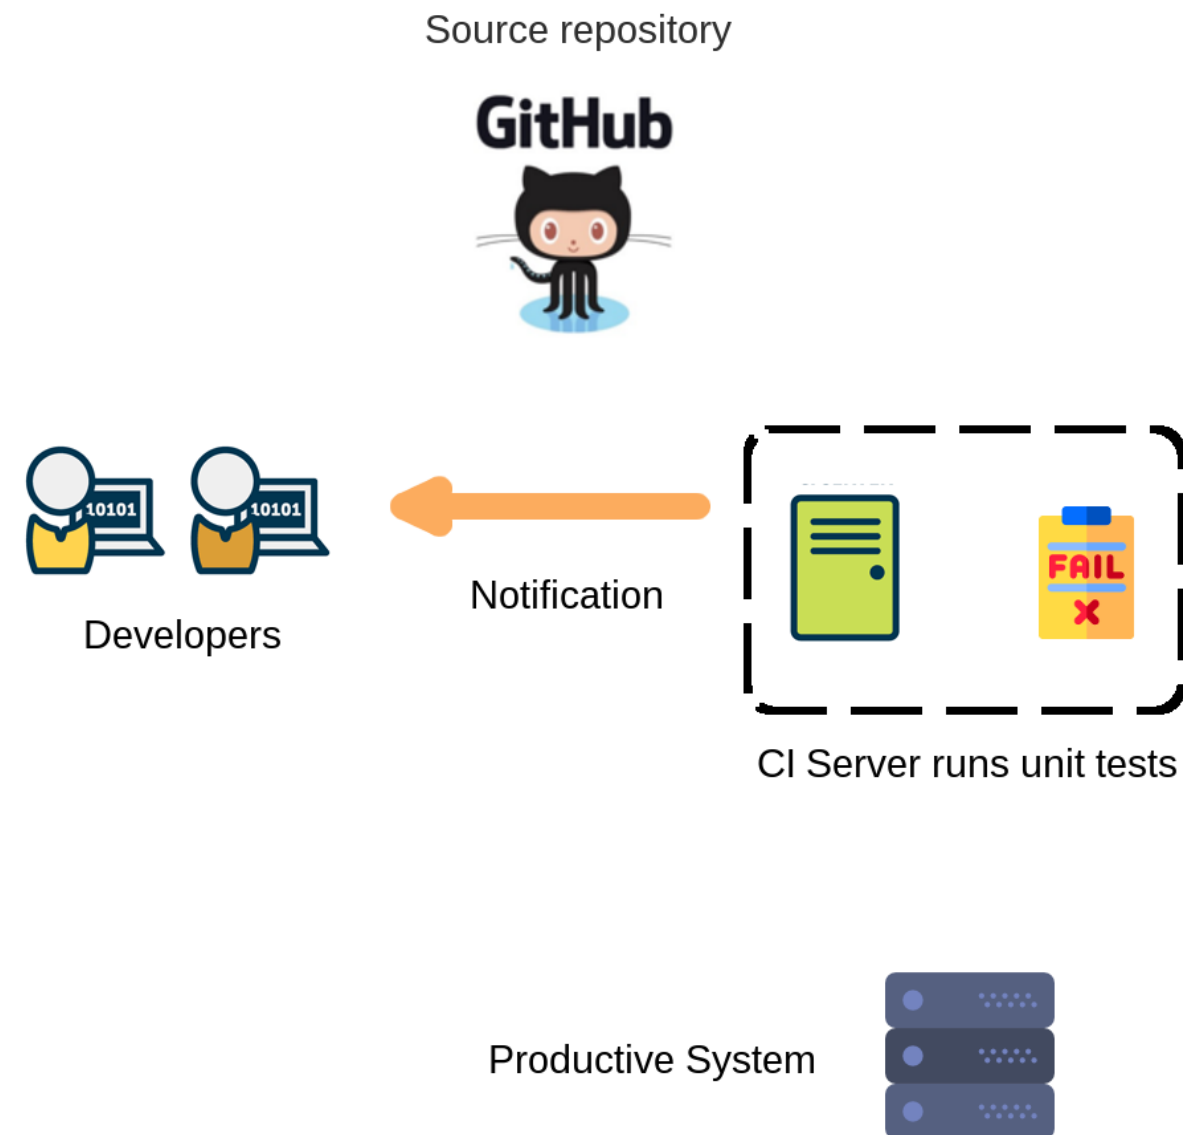 Source repository
GitHub
10101
10101
FAIL
Notification
Developers
CI Server runs unit tests
Productive System